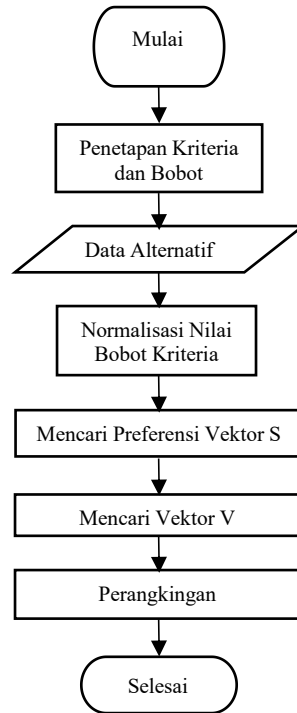 Mulai
Penetapan Kriteria
dan Bobot
Data Alternatif
Normalisasi Nilai
Bobot Kriteria
Mencari Preferensi Vektor S
Mencari Vektor V
Perangkingan
Selesai